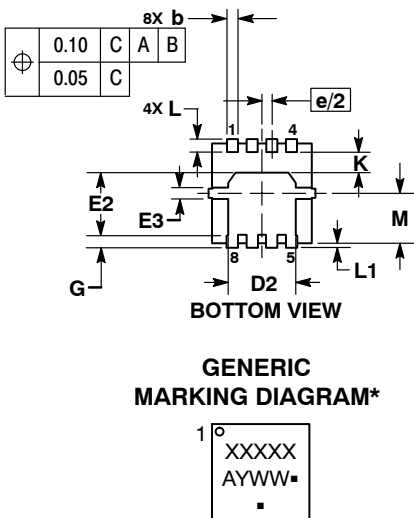 8X b
0.10 C A B
0.05 C
4X L
e/2
1 4
K
E2
E3
M
G
8 5
D2
L1
BOTTOM VIEW
GENERIC
MARKING DIAGRAM*
1
XXXXX
AYWW▪
▪